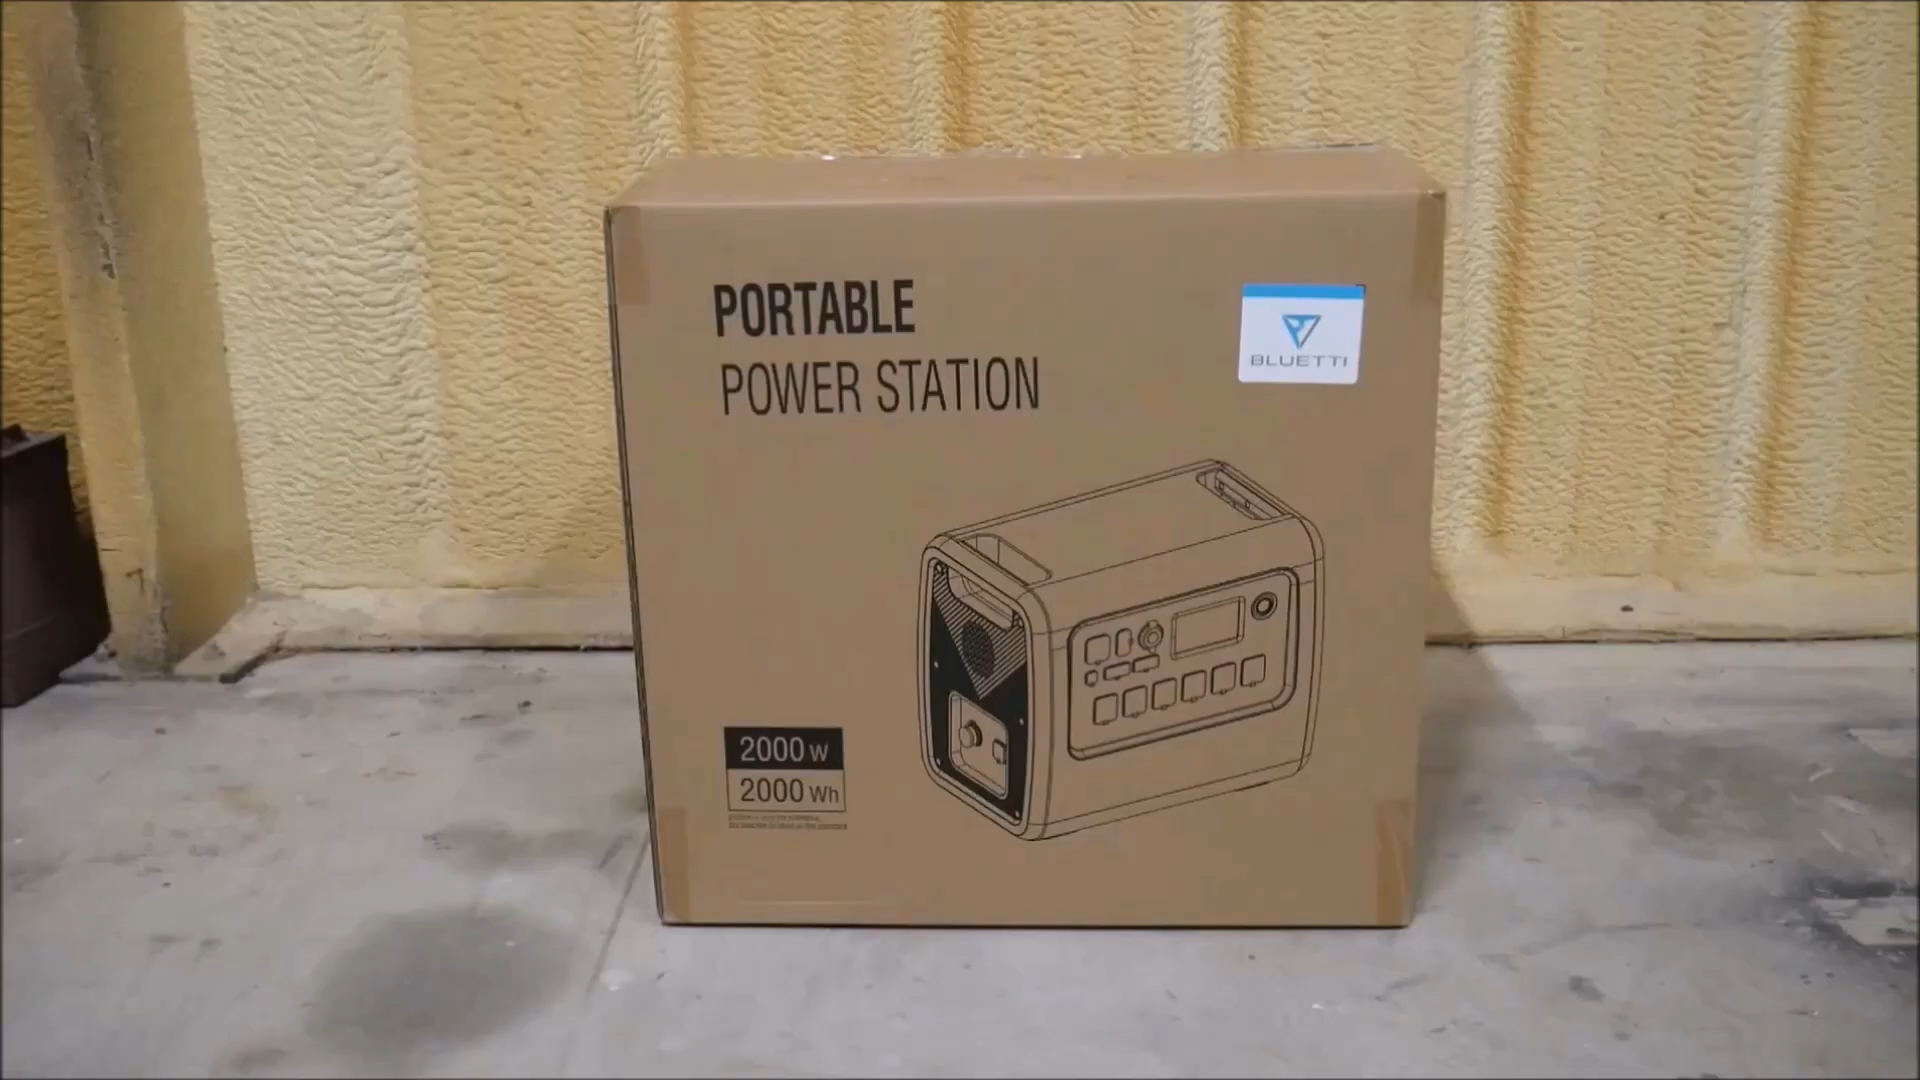 PORTABLE
POWER STATION
BLUETTI
2000 W
2000 Wh